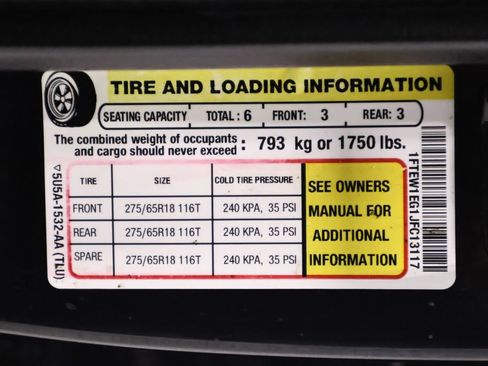 TIRE AND LOADING INFORMATION
SEATING CAPACITY TOTAL : 6 FRONT: 3 REAR: 3
The combined weight of occupants
and cargo should never exceed : 793 kg or 1750 lbs.
TIRE SIZE COLD TIRE PRESSURE
FRONT 275/65R18 116T 240 KPA, 35 PSI
REAR 275/65R18 116T 240 KPA, 35 PSI
SPARE 275/65R18 116T 240 KPA, 35 PSI
SEE OWNERS
MANUAL FOR
ADDITIONAL
INFORMATION
▽5U5A-1532-AA (TLU)
1FTEW1EG1JFC13117